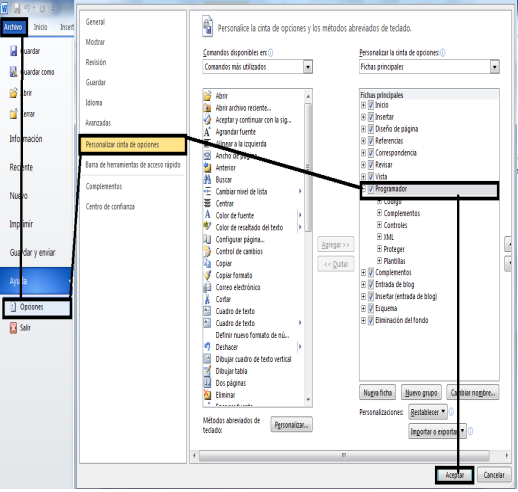 Archivo Inicio Insert
Guardar
Guardar como
Abrir
Cerrar
Información
Reciente
Nuevo
Imprimir
Guardar y enviar
Ayuda
Opciones
Salir
General
Mostrar
Revisión
Guardar
Idioma
Avanzadas
Personalizar cinta de opciones
Barra de herramientas de acceso rápido
Complementos
Centro de confianza
Personalice la cinta de opciones y los métodos abreviados de teclado.
Comandos disponibles en:
Comandos más utilizados
Abrir
Abrir archivo reciente...
Aceptar y continuar con la sig...
Agrandar fuente
Alinear a la izquierda
Ancho de página
Anterior
Buscar
Cambiar nivel de lista
Centrar
Color de fuente
Color de resaltado del texto
Configurar página...
Control de cambios
Copiar
Copiar formato
Correo electrónico
Cortar
Cuadro de texto
Cuadro de texto
Definir nuevo formato de nú...
Deshacer
Dibujar cuadro de texto vertical
Dibujar tabla
Dos páginas
Eliminar
Métodos abreviados de teclado:
Personalizar...
Agregar >>
<< Quitar
Personalizar la cinta de opciones:
Fichas principales
Fichas principales
Inicio
Insertar
Diseño de página
Referencias
Correspondencia
Revisar
Vista
Programador
Código
Complementos
Controles
XML
Proteger
Plantillas
Complementos
Entrada de blog
Insertar (entrada de blog)
Esquema
Eliminación del fondo
Nueva ficha Nuevo grupo Cambiar nombre...
Personalizaciones: Restablecer
Importar o exportar
Aceptar Cancelar